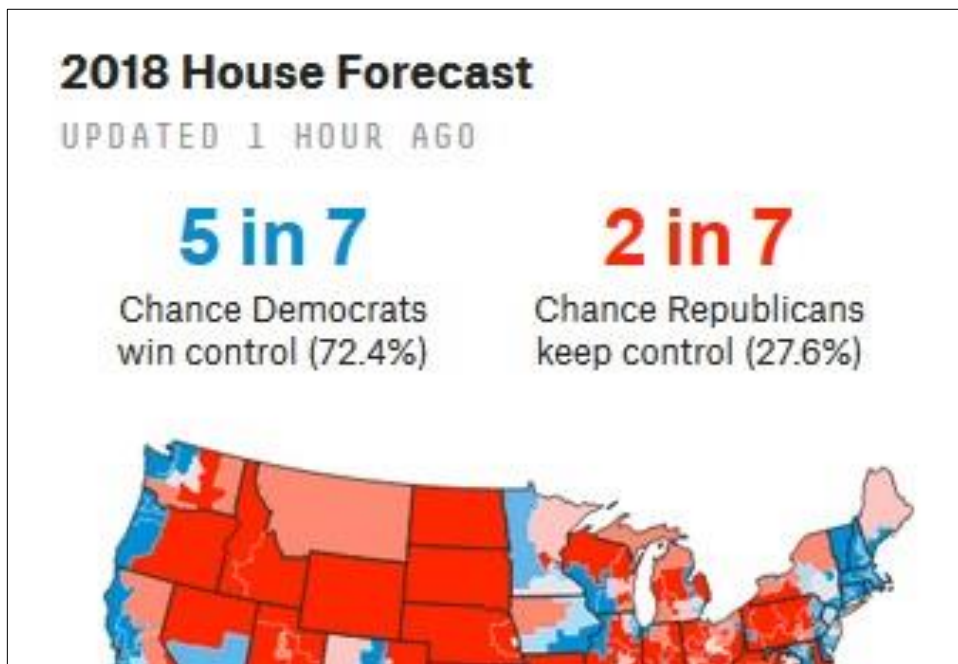 2018 House Forecast
UPDATED 1 HOUR AGO
5 in 7
Chance Democrats
win control (72.4%)
2 in 7
Chance Republicans
keep control (27.6%)